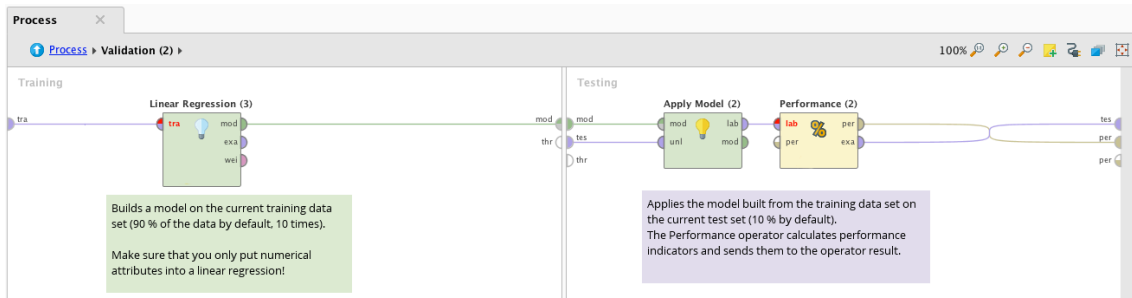 Process
Process ▸ Validation (2) ▸
100%
Training
Testing
Linear Regression (3)
Apply Model (2)
Performance (2)
tra
tra
mod
exa
wei
mod
thr
mod
tes
thr
mod
unl
lab
mod
lab
per
per
exa
tes
per
per
Builds a model on the current training data
set (90 % of the data by default, 10 times).
Make sure that you only put numerical
attributes into a linear regression!
Applies the model built from the training data set on
the current test set (10 % by default).
The Performance operator calculates performance
indicators and sends them to the operator result.